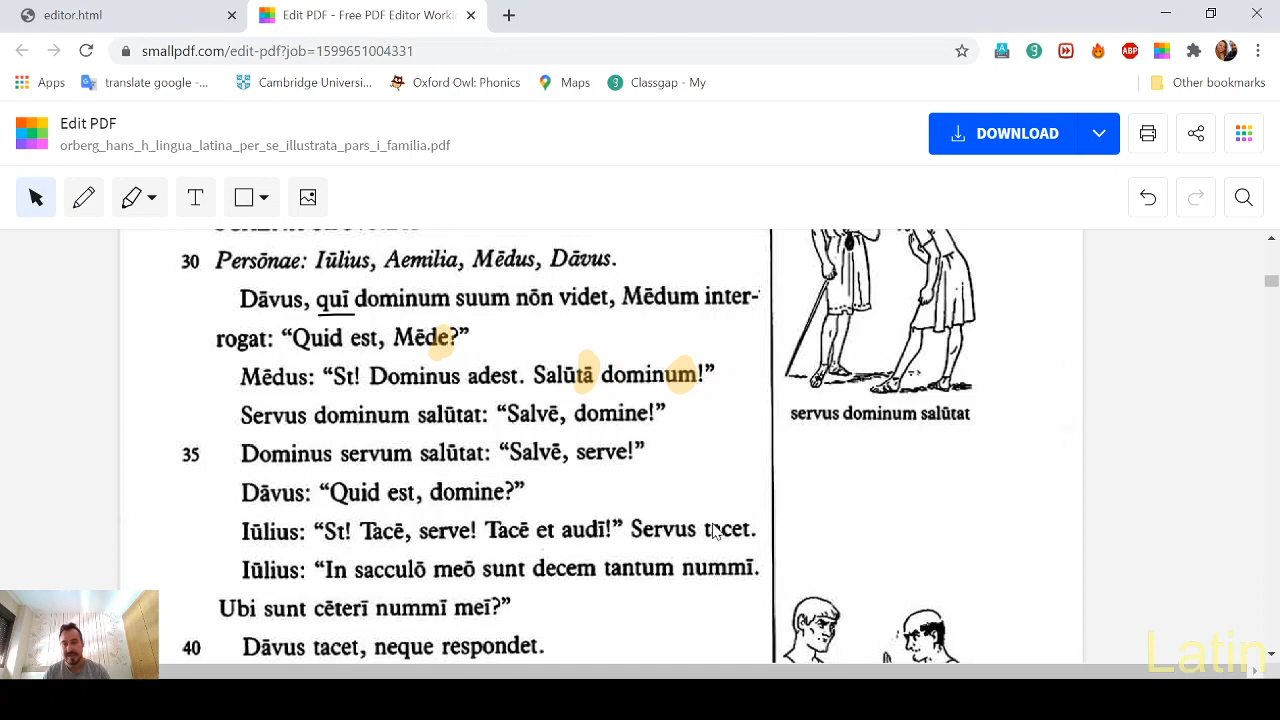 editor.html
Edit PDF - Free PDF Editor Worki
smallpdf.com/edit-pdf?job=1599651004331
Apps
translate google -...
Cambridge Universi...
Oxford Owl: Phonics
Maps
Classgap - My
Other bookmarks
Edit PDF
orberg_hans_h_lingua_latina_per_se_illustrata_pars_i_familia.pdf
DOWNLOAD
30 Persōnae: Iūlius, Aemilia, Mēdus, Dāvus.
Dāvus, quī dominum suum nōn videt, Mēdum inter-
rogat: “Quid est, Mēde?”
Mēdus: “St! Dominus adest. Salūtā dominum!”
Servus dominum salūtat: “Salvē, domine!”
35 Dominus servum salūtat: “Salvē, serve!”
Dāvus: “Quid est, domine?”
Iūlius: “St! Tacē, serve! Tacē et audī!” Servus tacet.
Iūlius: “In sacculō meō sunt decem tantum nummī.
Ubi sunt cēterī nummī meī?”
40 Dāvus tacet, neque respondet.
servus dominum salūtat
Latin